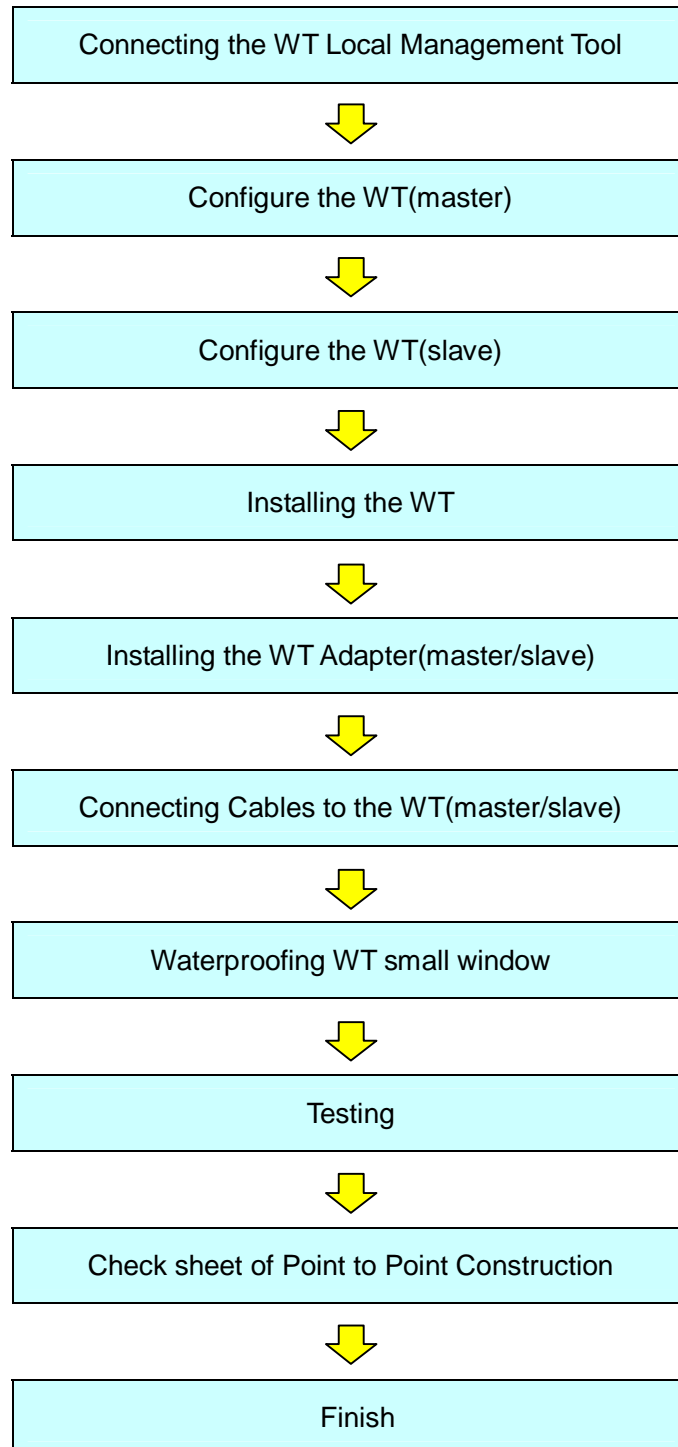 Connecting the WT Local Management Tool
Configure the WT(master)
Configure the WT(slave)
Installing the WT
Installing the WT Adapter(master/slave)
Connecting Cables to the WT(master/slave)
Waterproofing WT small window
Testing
Check sheet of Point to Point Construction
Finish